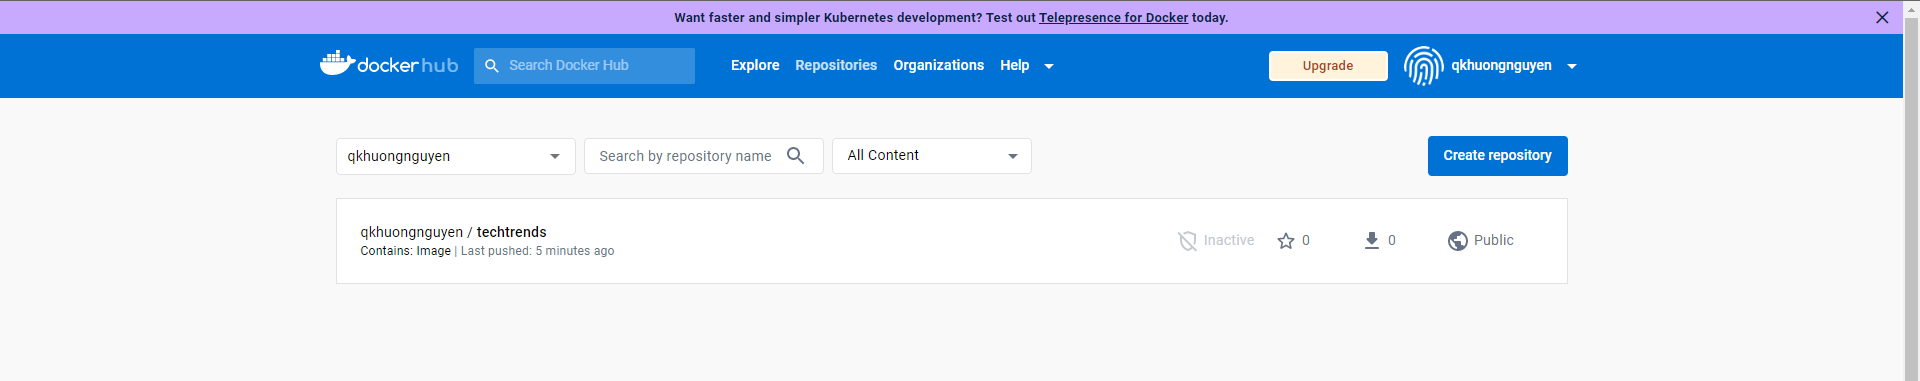 Want faster and simpler Kubernetes development? Test out Telepresence for Docker today.
docker hub
Search Docker Hub
Explore
Repositories
Organizations
Help
Upgrade
qkhuongnguyen
qkhuongnguyen
Search by repository name
All Content
Create repository
qkhuongnguyen / techtrends
Contains: Image | Last pushed: 5 minutes ago
Inactive
0
0
Public